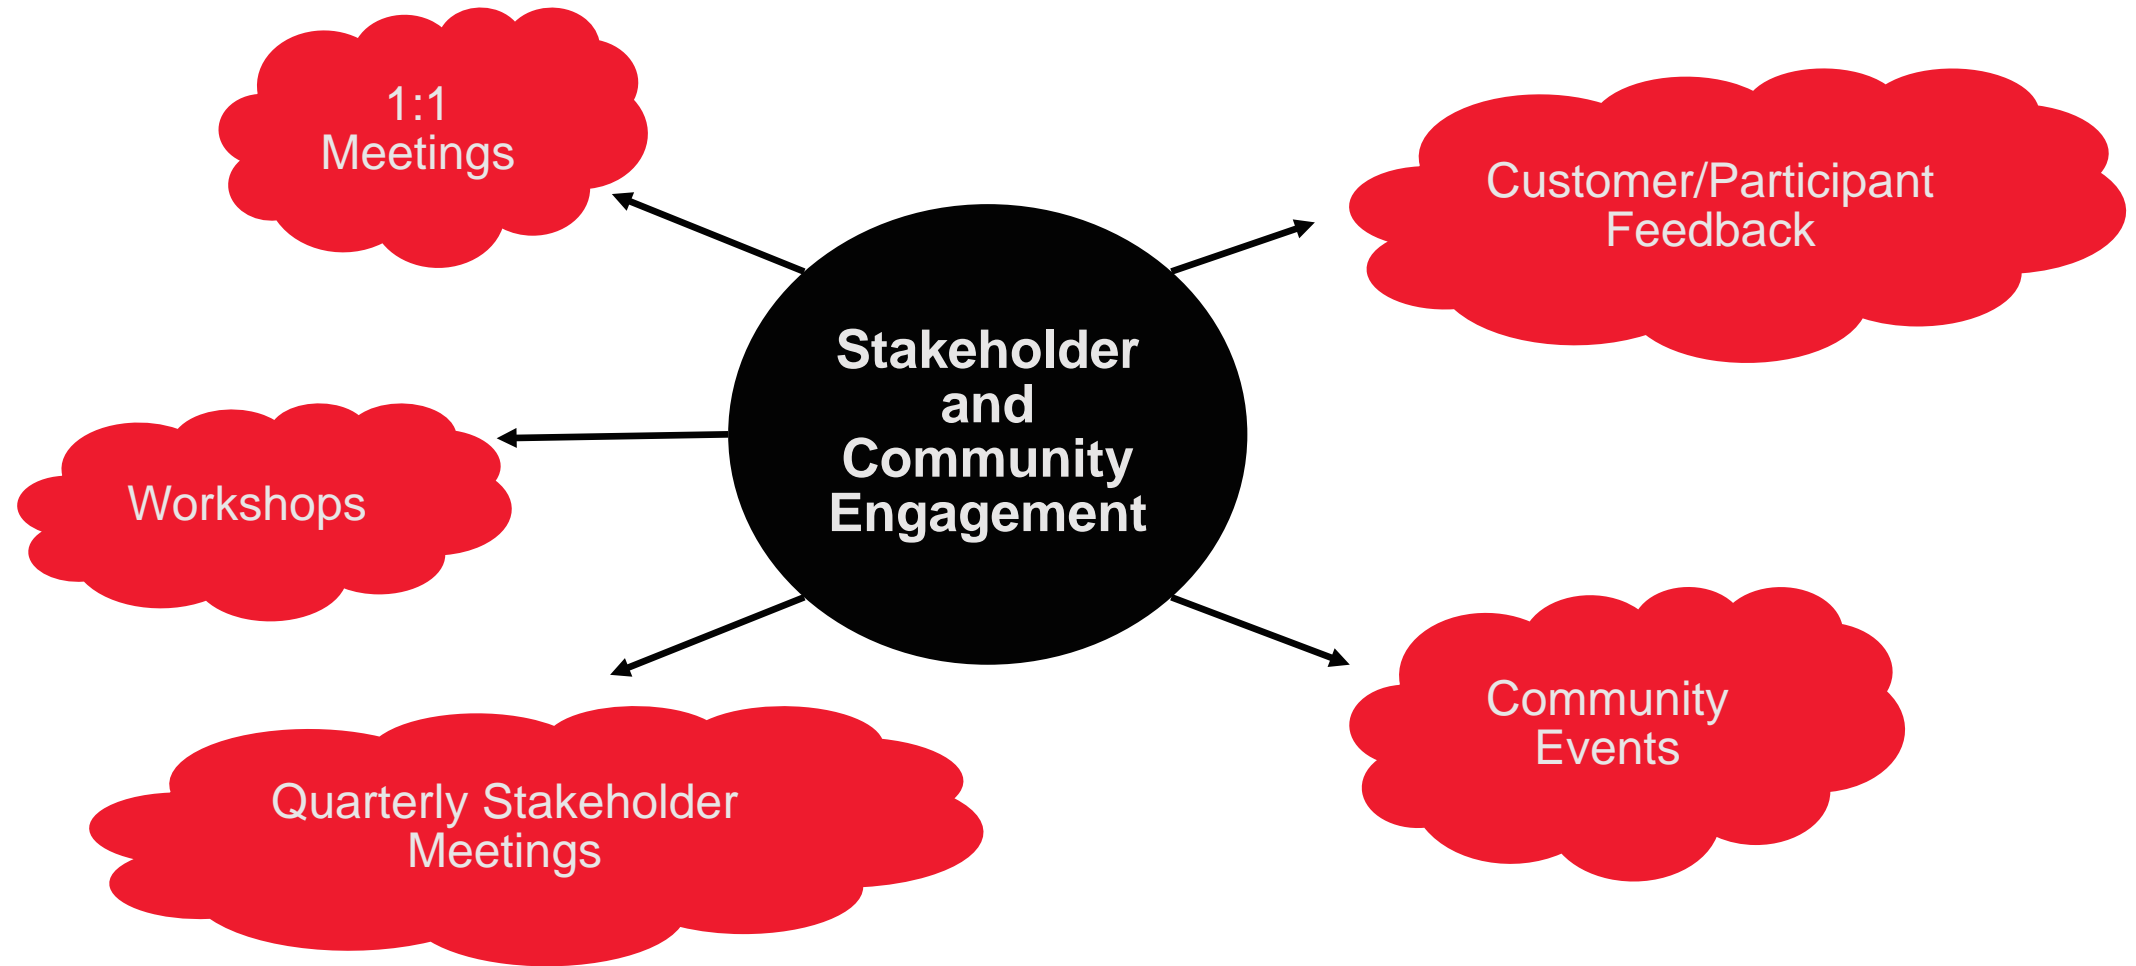 1:1
Meetings
Customer/Participant
Feedback
Stakeholder
and
Community
Engagement
Workshops
Community
Events
Quarterly Stakeholder
Meetings